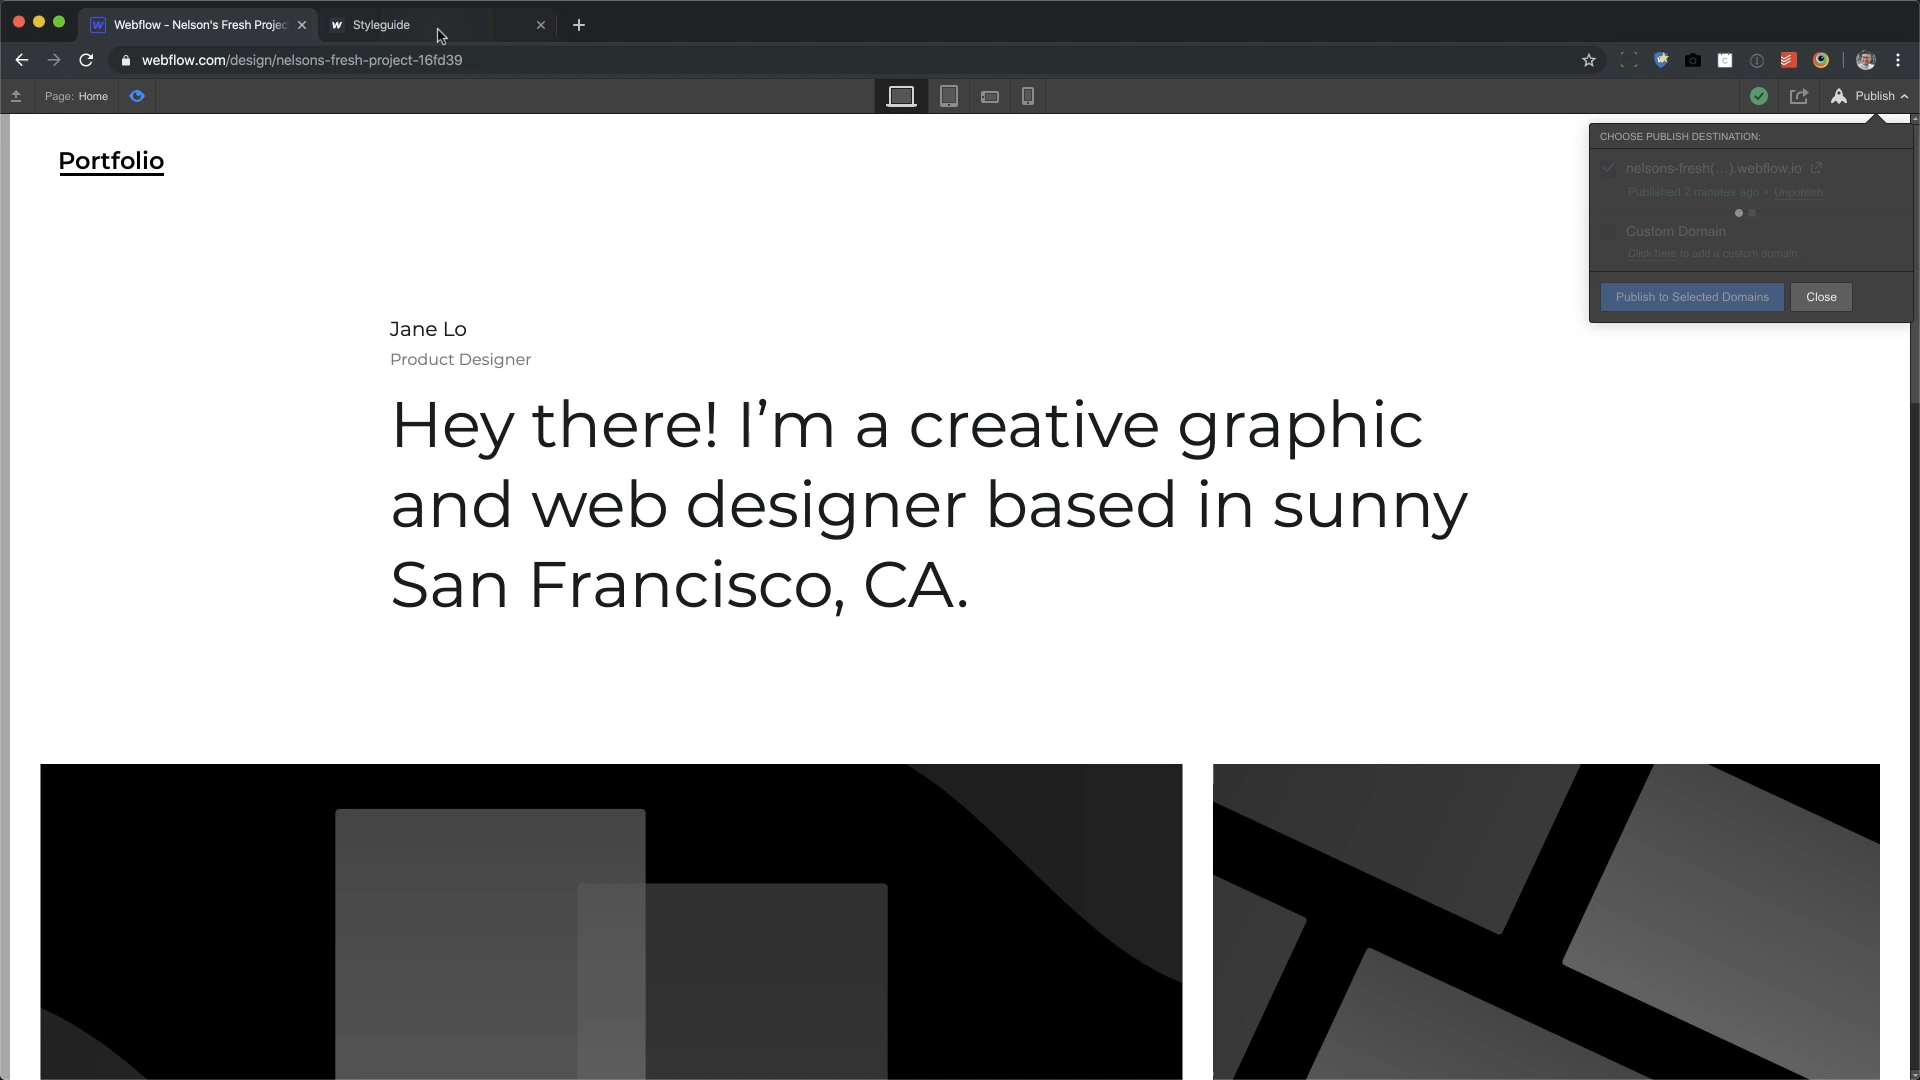 Webflow - Nelson's Fresh Projec
Styleguide
webflow.com/design/nelsons-fresh-project-16fd39
Page: Home
Publish
CHOOSE PUBLISH DESTINATION:
nelsons-fresh(...).webflow.io
Published 2 minutes ago • Unpublish
Custom Domain
Click here to add a custom domain
Publish to Selected Domains
Close
Portfolio
Jane Lo
Product Designer
Hey there! I’m a creative graphic
and web designer based in sunny
San Francisco, CA.